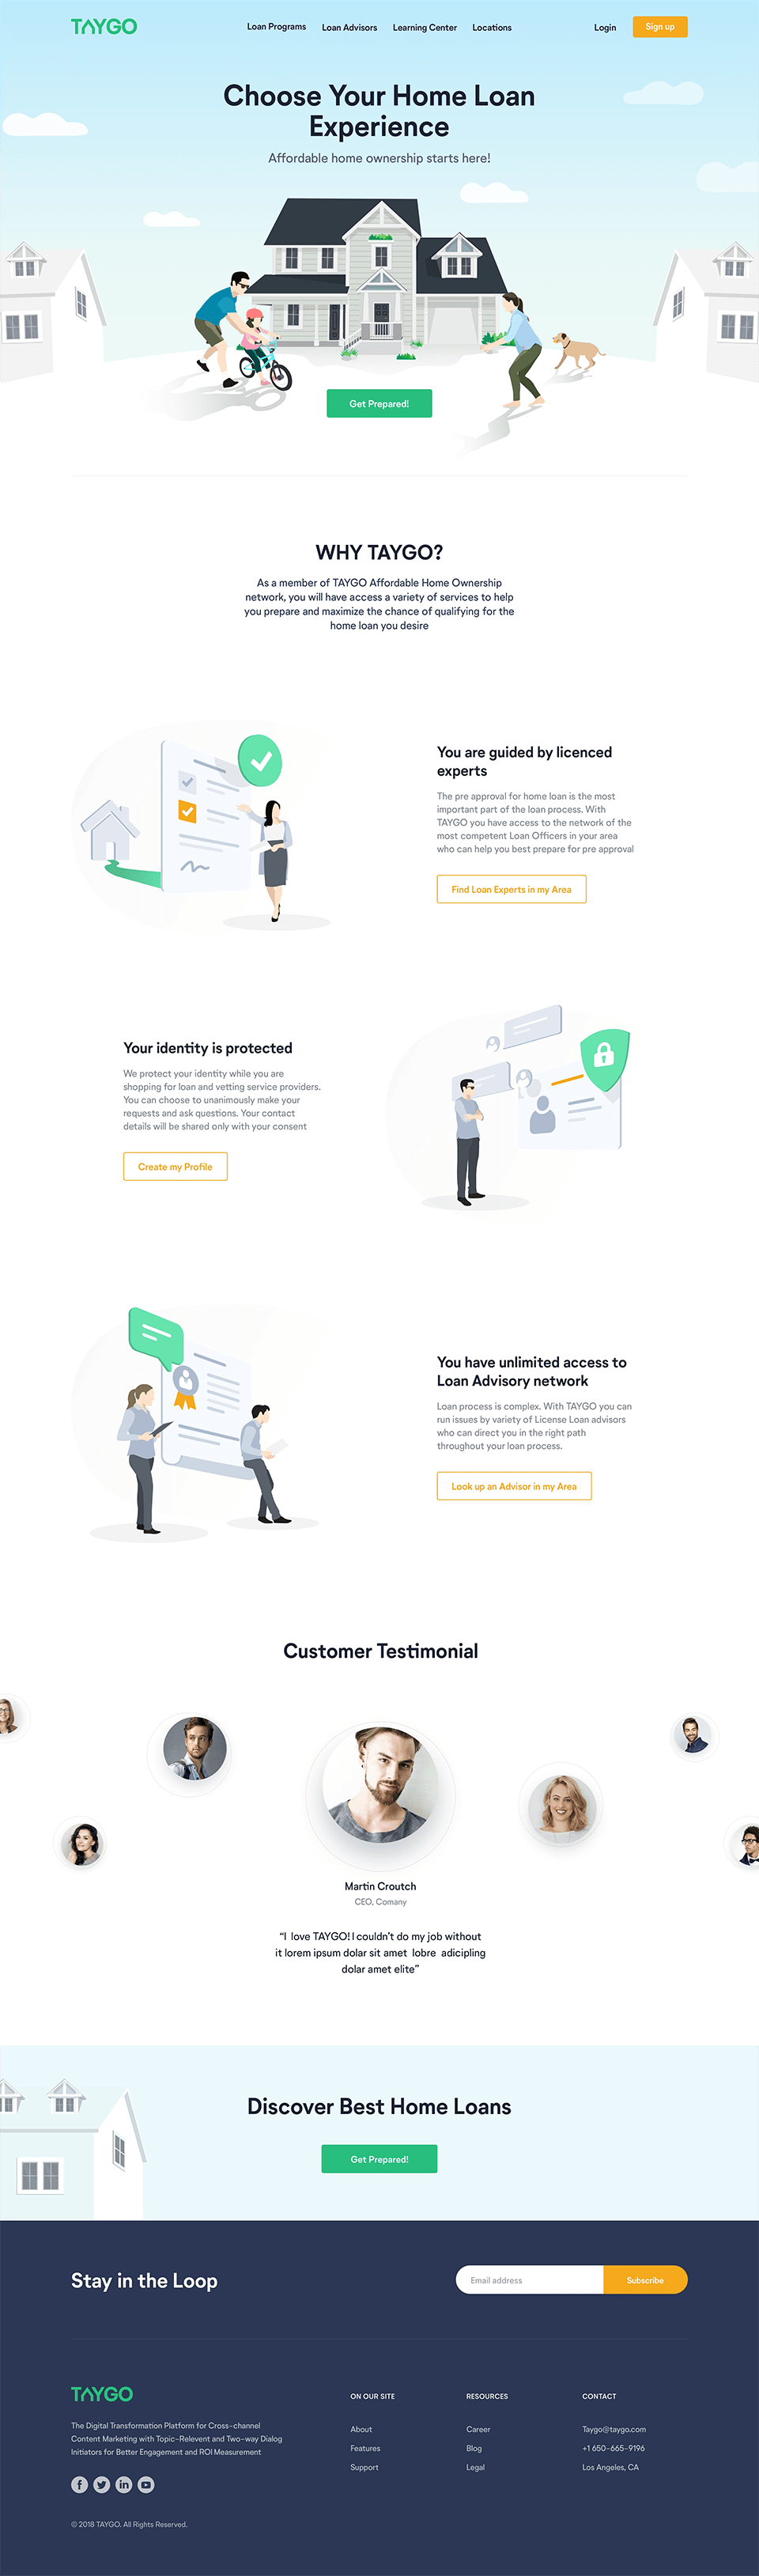 TAYGO
Loan Programs
Loan Advisors
Learning Center
Locations
Login
Sign up
Choose Your Home Loan
Experience
Affordable home ownership starts here!
Get Prepared!
WHY TAYGO?
As a member of TAYGO Affordable Home Ownership
network, you will have access a variety of services to help
you prepare and maximize the chance of qualifying for the
home loan you desire
You are guided by licenced
experts
The pre approval for home loan is the most
important part of the loan process. With
TAYGO you have access to the network of the
most competent Loan Officers in your area
who can help you best prepare for pre approval
Find Loan Experts in my Area
Your identity is protected
We protect your identity while you are
shopping for loan and vetting service providers.
You can choose to unanimously make your
requests and ask questions. Your contact
details will be shared only with your consent
Create my Profile
You have unlimited access to
Loan Advisory network
Loan process is complex. With TAYGO you can
run issues by variety of License Loan advisors
who can direct you in the right path
throughout your loan process.
Look up an Advisor in my Area
Customer Testimonial
Martin Croutch
CEO, Comany
“I love TAYGO! I couldn’t do my job without
it lorem ipsum dolar sit amet lobre adicipling
dolar amet elite”
Discover Best Home Loans
Get Prepared!
Stay in the Loop
Email address
Subscribe
TAYGO
The Digital Transformation Platform for Cross-channel
Content Marketing with Topic-Relevent and Two-way Dialog
Initiators for Better Engagement and ROI Measurement
© 2018 TAYGO. All Rights Reserved.
ON OUR SITE
About
Features
Support
RESOURCES
Career
Blog
Legal
CONTACT
Taygo@taygo.com
+1 650-665-9196
Los Angeles, CA